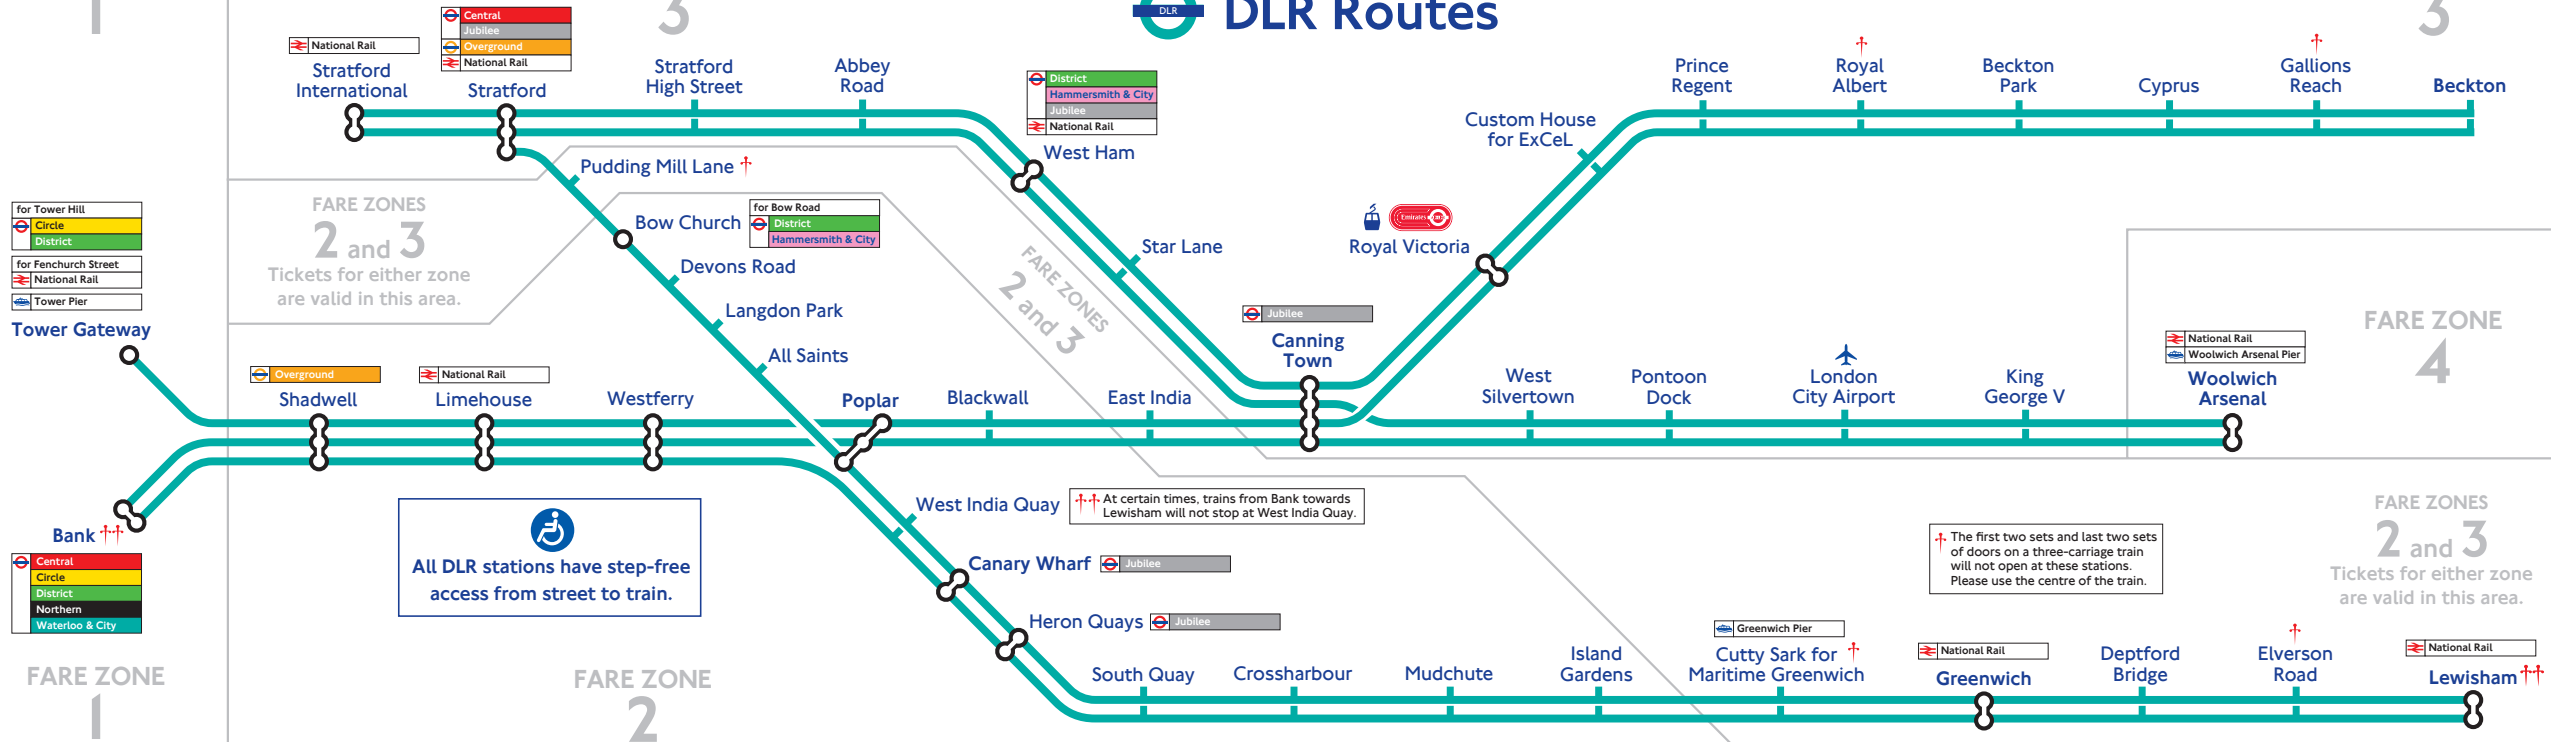 1
3
DLR
DLR Routes
3
National Rail
Stratford
International
Central
Jubilee
Overground
National Rail
Stratford
Stratford
High Street
Abbey
Road
District
Hammersmith & City
Jubilee
National Rail
West Ham
Star Lane
Custom House
for ExCeL
Prince
Regent
Royal
Albert
Beckton
Park
Cyprus
Gallions
Reach
Beckton
Pudding Mill Lane
FARE ZONES
2 and 3
Tickets for either zone
are valid in this area.
Bow Church
for Bow Road
District
Hammersmith & City
Devons Road
Langdon Park
All Saints
FARE ZONES
2 and 3
Emirates
Royal Victoria
for Tower Hill
Circle
District
for Fenchurch Street
National Rail
Tower Pier
Tower Gateway
Overground
Shadwell
National Rail
Limehouse
Westferry
Poplar
Blackwall
East India
Jubilee
Canning
Town
West
Silvertown
Pontoon
Dock
London
City Airport
King
George V
National Rail
Woolwich Arsenal Pier
Woolwich
Arsenal
FARE ZONE
4
Bank
Central
Circle
District
Northern
Waterloo & City
FARE ZONE
1
All DLR stations have step-free
access from street to train.
FARE ZONE
2
West India Quay
At certain times, trains from Bank towards
Lewisham will not stop at West India Quay.
Canary Wharf
Jubilee
Heron Quays
Jubilee
South Quay
Crossharbour
Mudchute
Island
Gardens
Greenwich Pier
Cutty Sark for
Maritime Greenwich
National Rail
Greenwich
Deptford
Bridge
Elverson
Road
National Rail
Lewisham
The first two sets and last two sets
of doors on a three-carriage train
will not open at these stations.
Please use the centre of the train.
FARE ZONES
2 and 3
Tickets for either zone
are valid in this area.